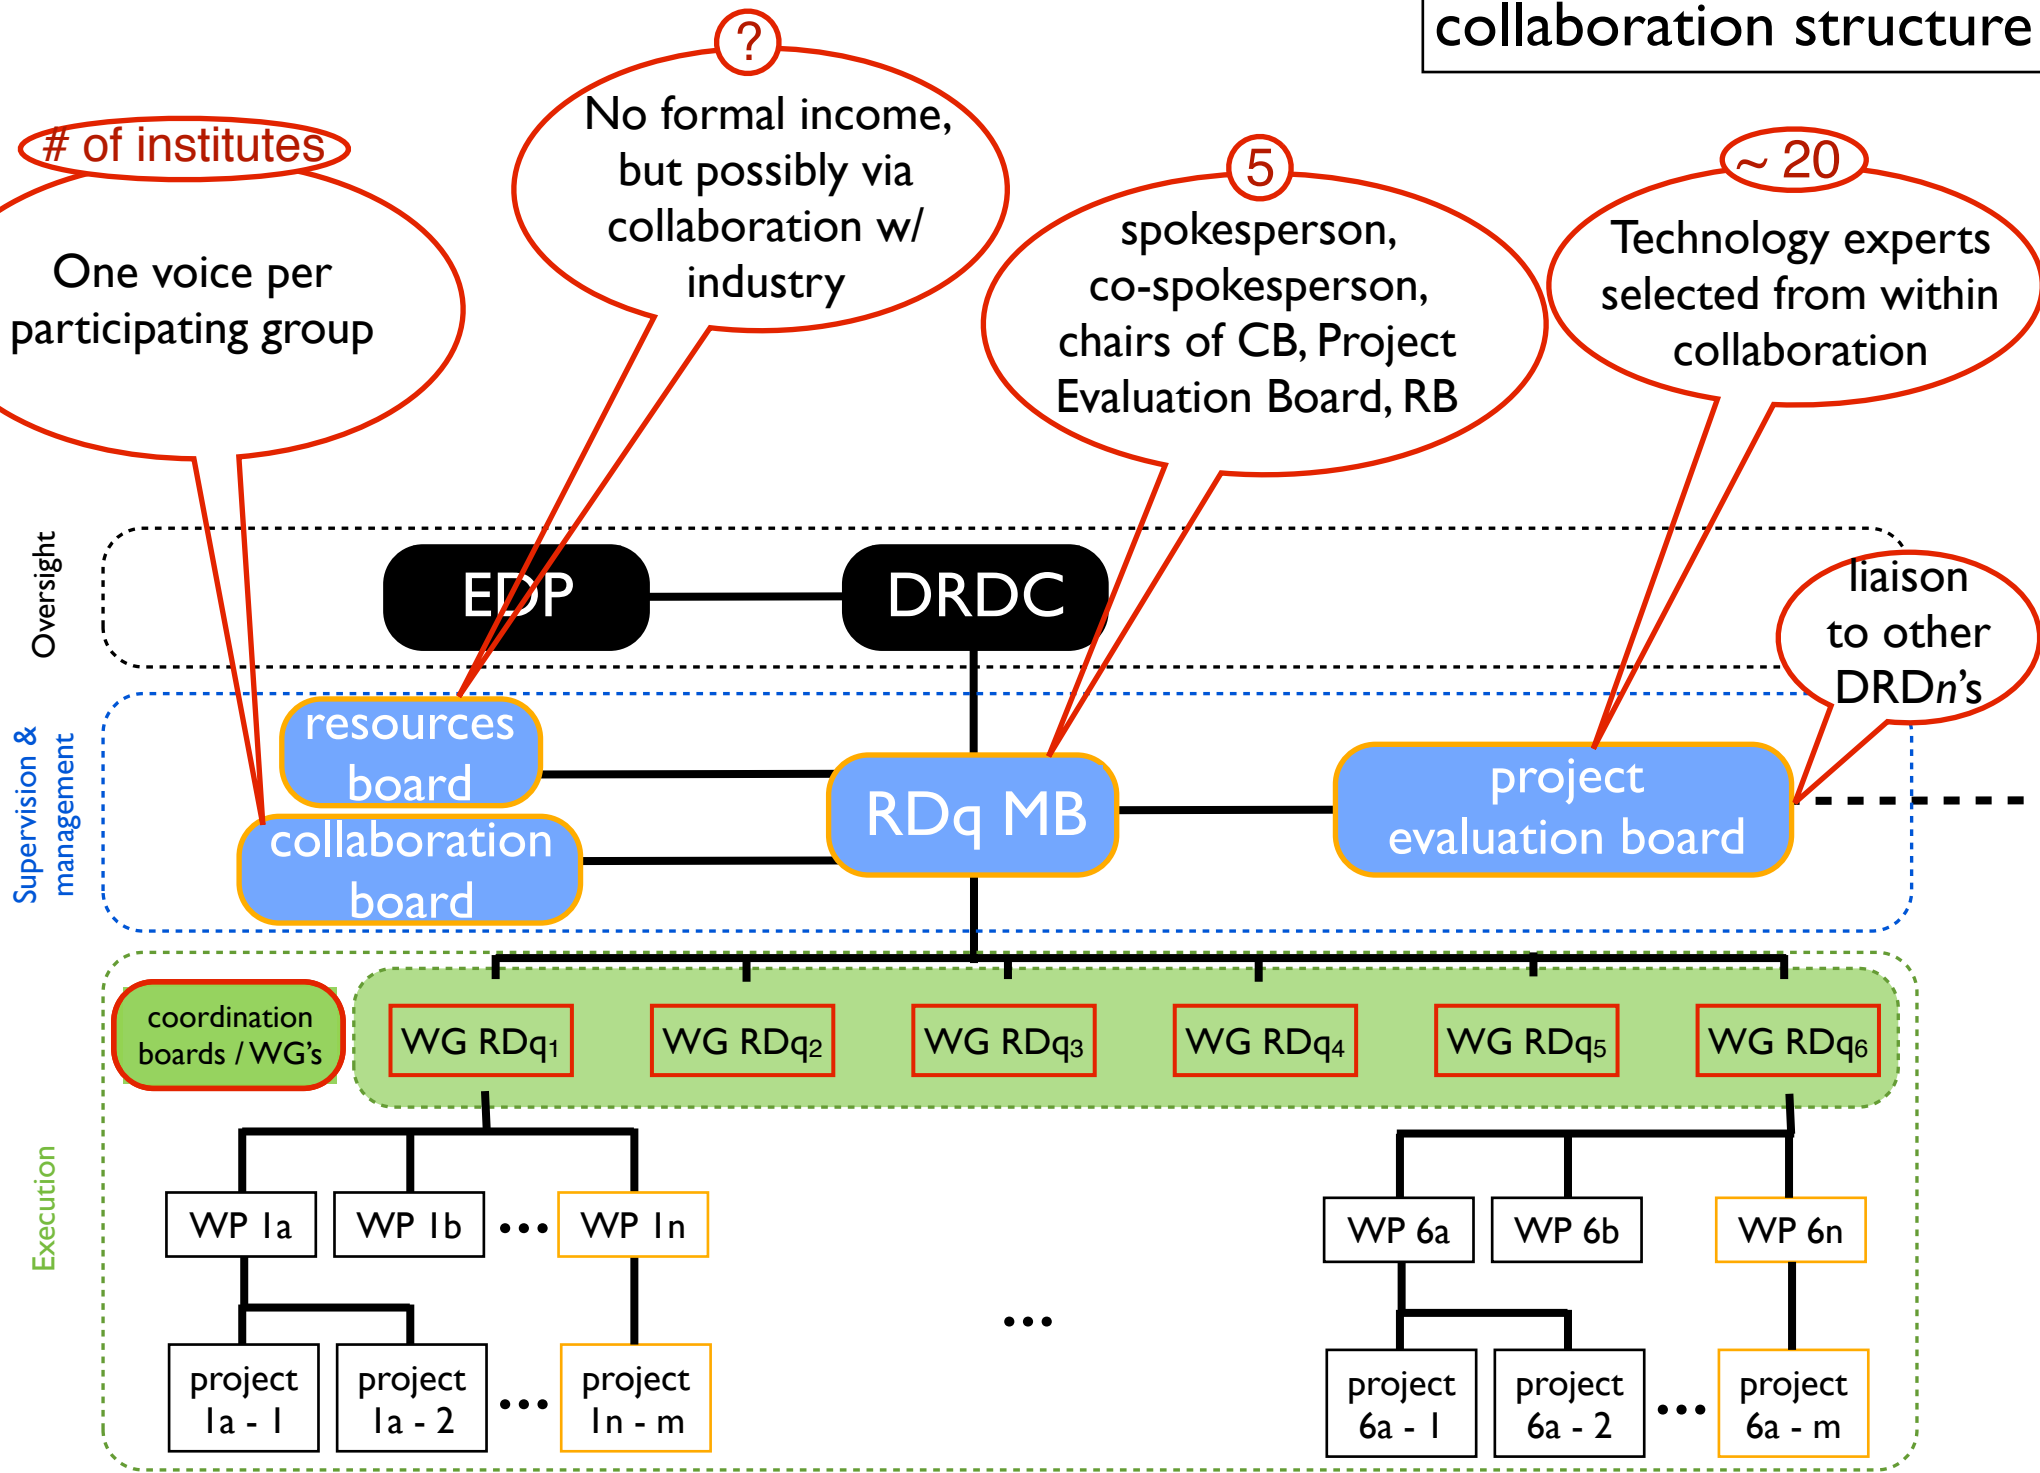 collaboration structure
?
No formal income,
but possibly via
collaboration w/
industry
# of institutes
One voice per
participating group
5
spokesperson,
co-spokesperson,
chairs of CB, Project
Evaluation Board, RB
~ 20
Technology experts
selected from within
collaboration
Oversight
EDP
DRDC
liaison
to other
DRDn's
Supervision &
management
resources
board
collaboration
board
RDq MB
project
evaluation board
coordination
boards / WG's
WG RDq1
WG RDq2
WG RDq3
WG RDq4
WG RDq5
WG RDq6
Execution
WP 1a
WP 1b
...
WP 1n
WP 6a
WP 6b
WP 6n
...
project
1a - 1
project
1a - 2
...
project
1n - m
project
6a - 1
project
6a - 2
...
project
6a - m